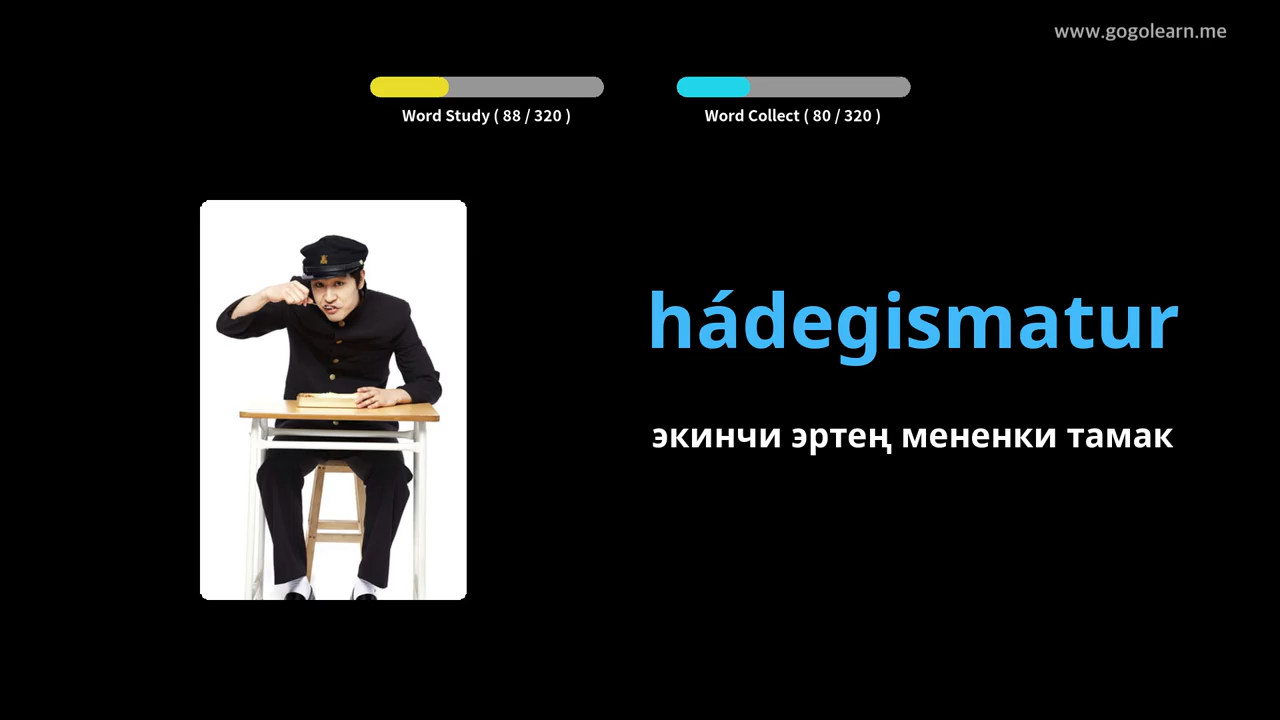 www.gogolearn.me
Word Study ( 88 / 320 )
Word Collect ( 80 / 320 )
hádegismatur
экинчи эртең мененки тамак